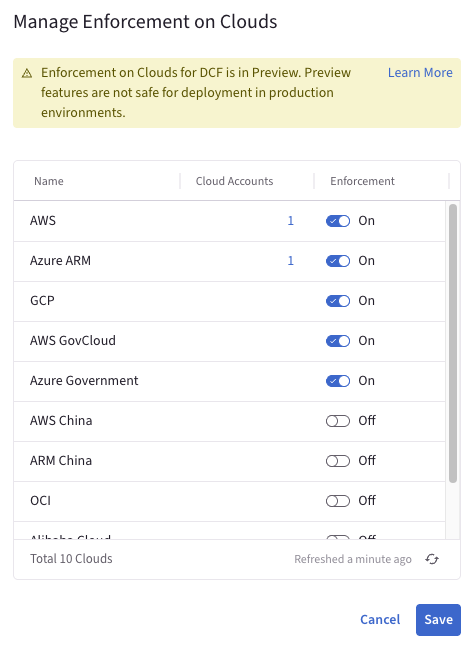 Manage Enforcement on Clouds
Enforcement on Clouds for DCF is in Preview. Preview Learn More
features are not safe for deployment in production
environments.
Name Cloud Accounts Enforcement
AWS 1 On
Azure ARM 1 On
GCP On
AWS GovCloud On
Azure Government On
AWS China Off
ARM China Off
OCI Off
Alibaba Cloud Off
Total 10 Clouds Refreshed a minute ago
Cancel Save